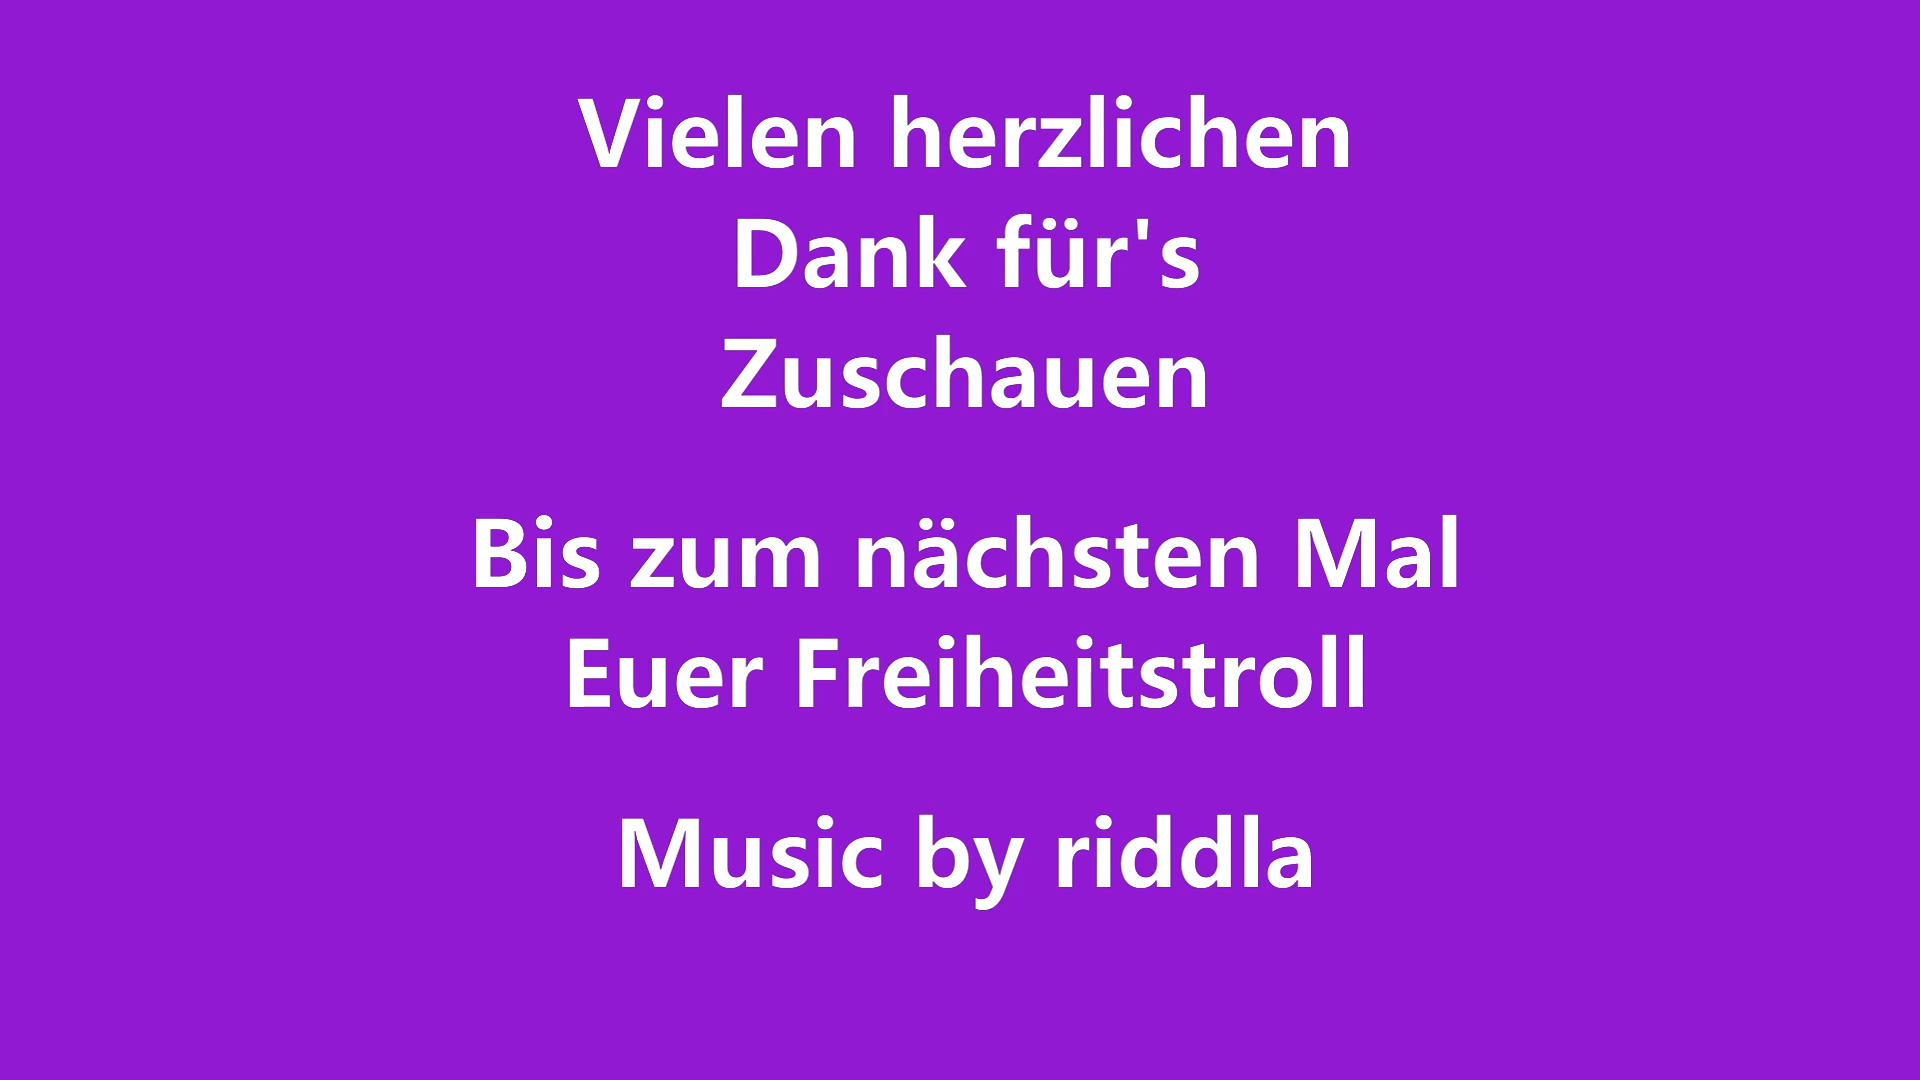 Vielen herzlichen
Dank für's
Zuschauen
Bis zum nächsten Mal
Euer Freiheitstroll
Music by riddla